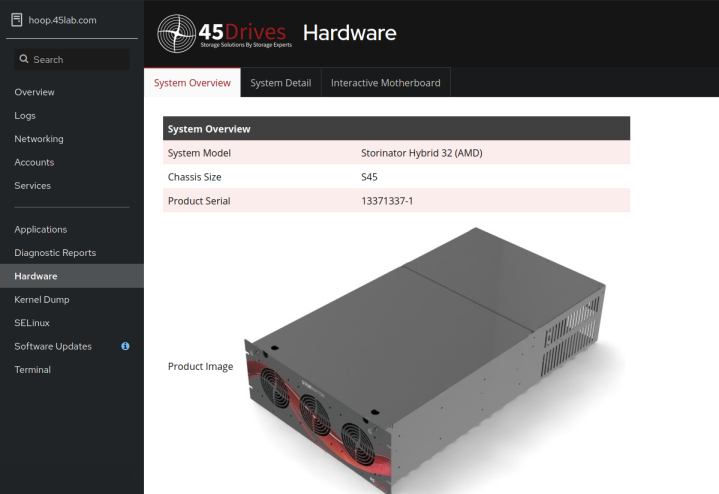 hoop.45lab.com
Search
Overview
Logs
Networking
Accounts
Services
Applications
Diagnostic Reports
Hardware
Kernel Dump
SELinux
Software Updates
Terminal
45Drives
Storage Solutions By Storage Experts
Hardware
System Overview
System Detail
Interactive Motherboard
System Overview
System Model Storinator Hybrid 32 (AMD)
Chassis Size S45
Product Serial 13371337-1
Product Image